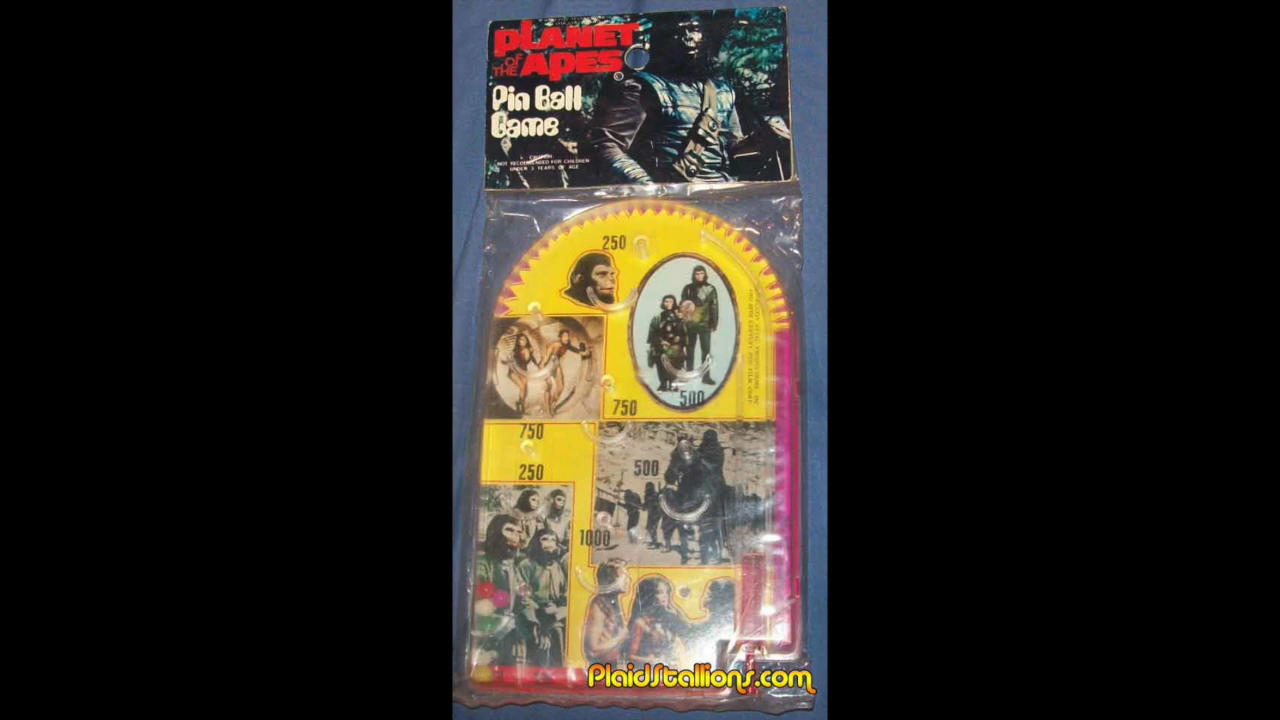 PLANET
OF THE APES
©
Pin Ball
Game
CAUTION
NOT RECOMMENDED FOR CHILDREN
UNDER 3 YEARS OF AGE
250
500
750
750
250
500
1000
PlaidStallions.com